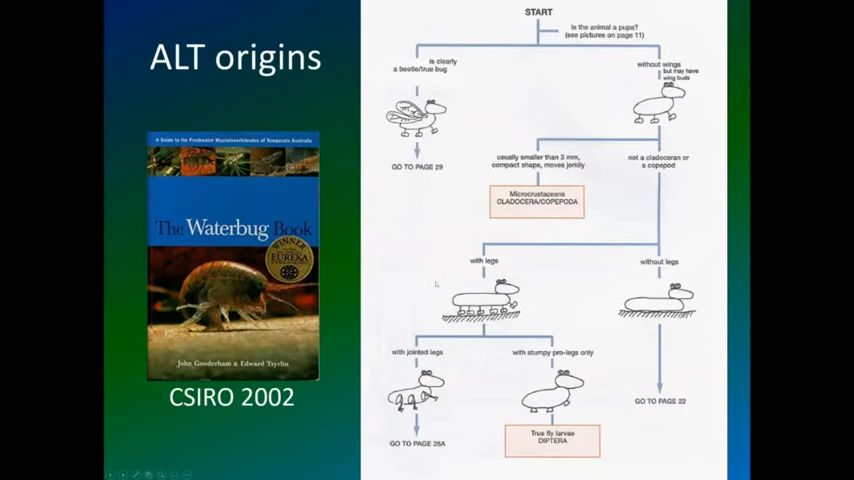 ALT origins
A Guide to the Freshwater Macroinvertebrates of Temperate Australia
The Waterbug Book
WINNER
EUREKA
John Gooderham & Edward Tsyrlin
CSIRO 2002
START
is the animal a pupa?
(see pictures on page 11)
is clearly
a beetle/true bug
without wings
but may have
wing buds
GO TO PAGE 29
usually smaller than 3 mm,
compact shape, moves jerkily
not a cladoceran or
a copepod
Microcrustaceans
CLADOCERA/COPEPODA
with legs
without legs
with jointed legs
with stumpy pro-legs only
GO TO PAGE 22
True fly larvae
DIPTERA
GO TO PAGE 25A